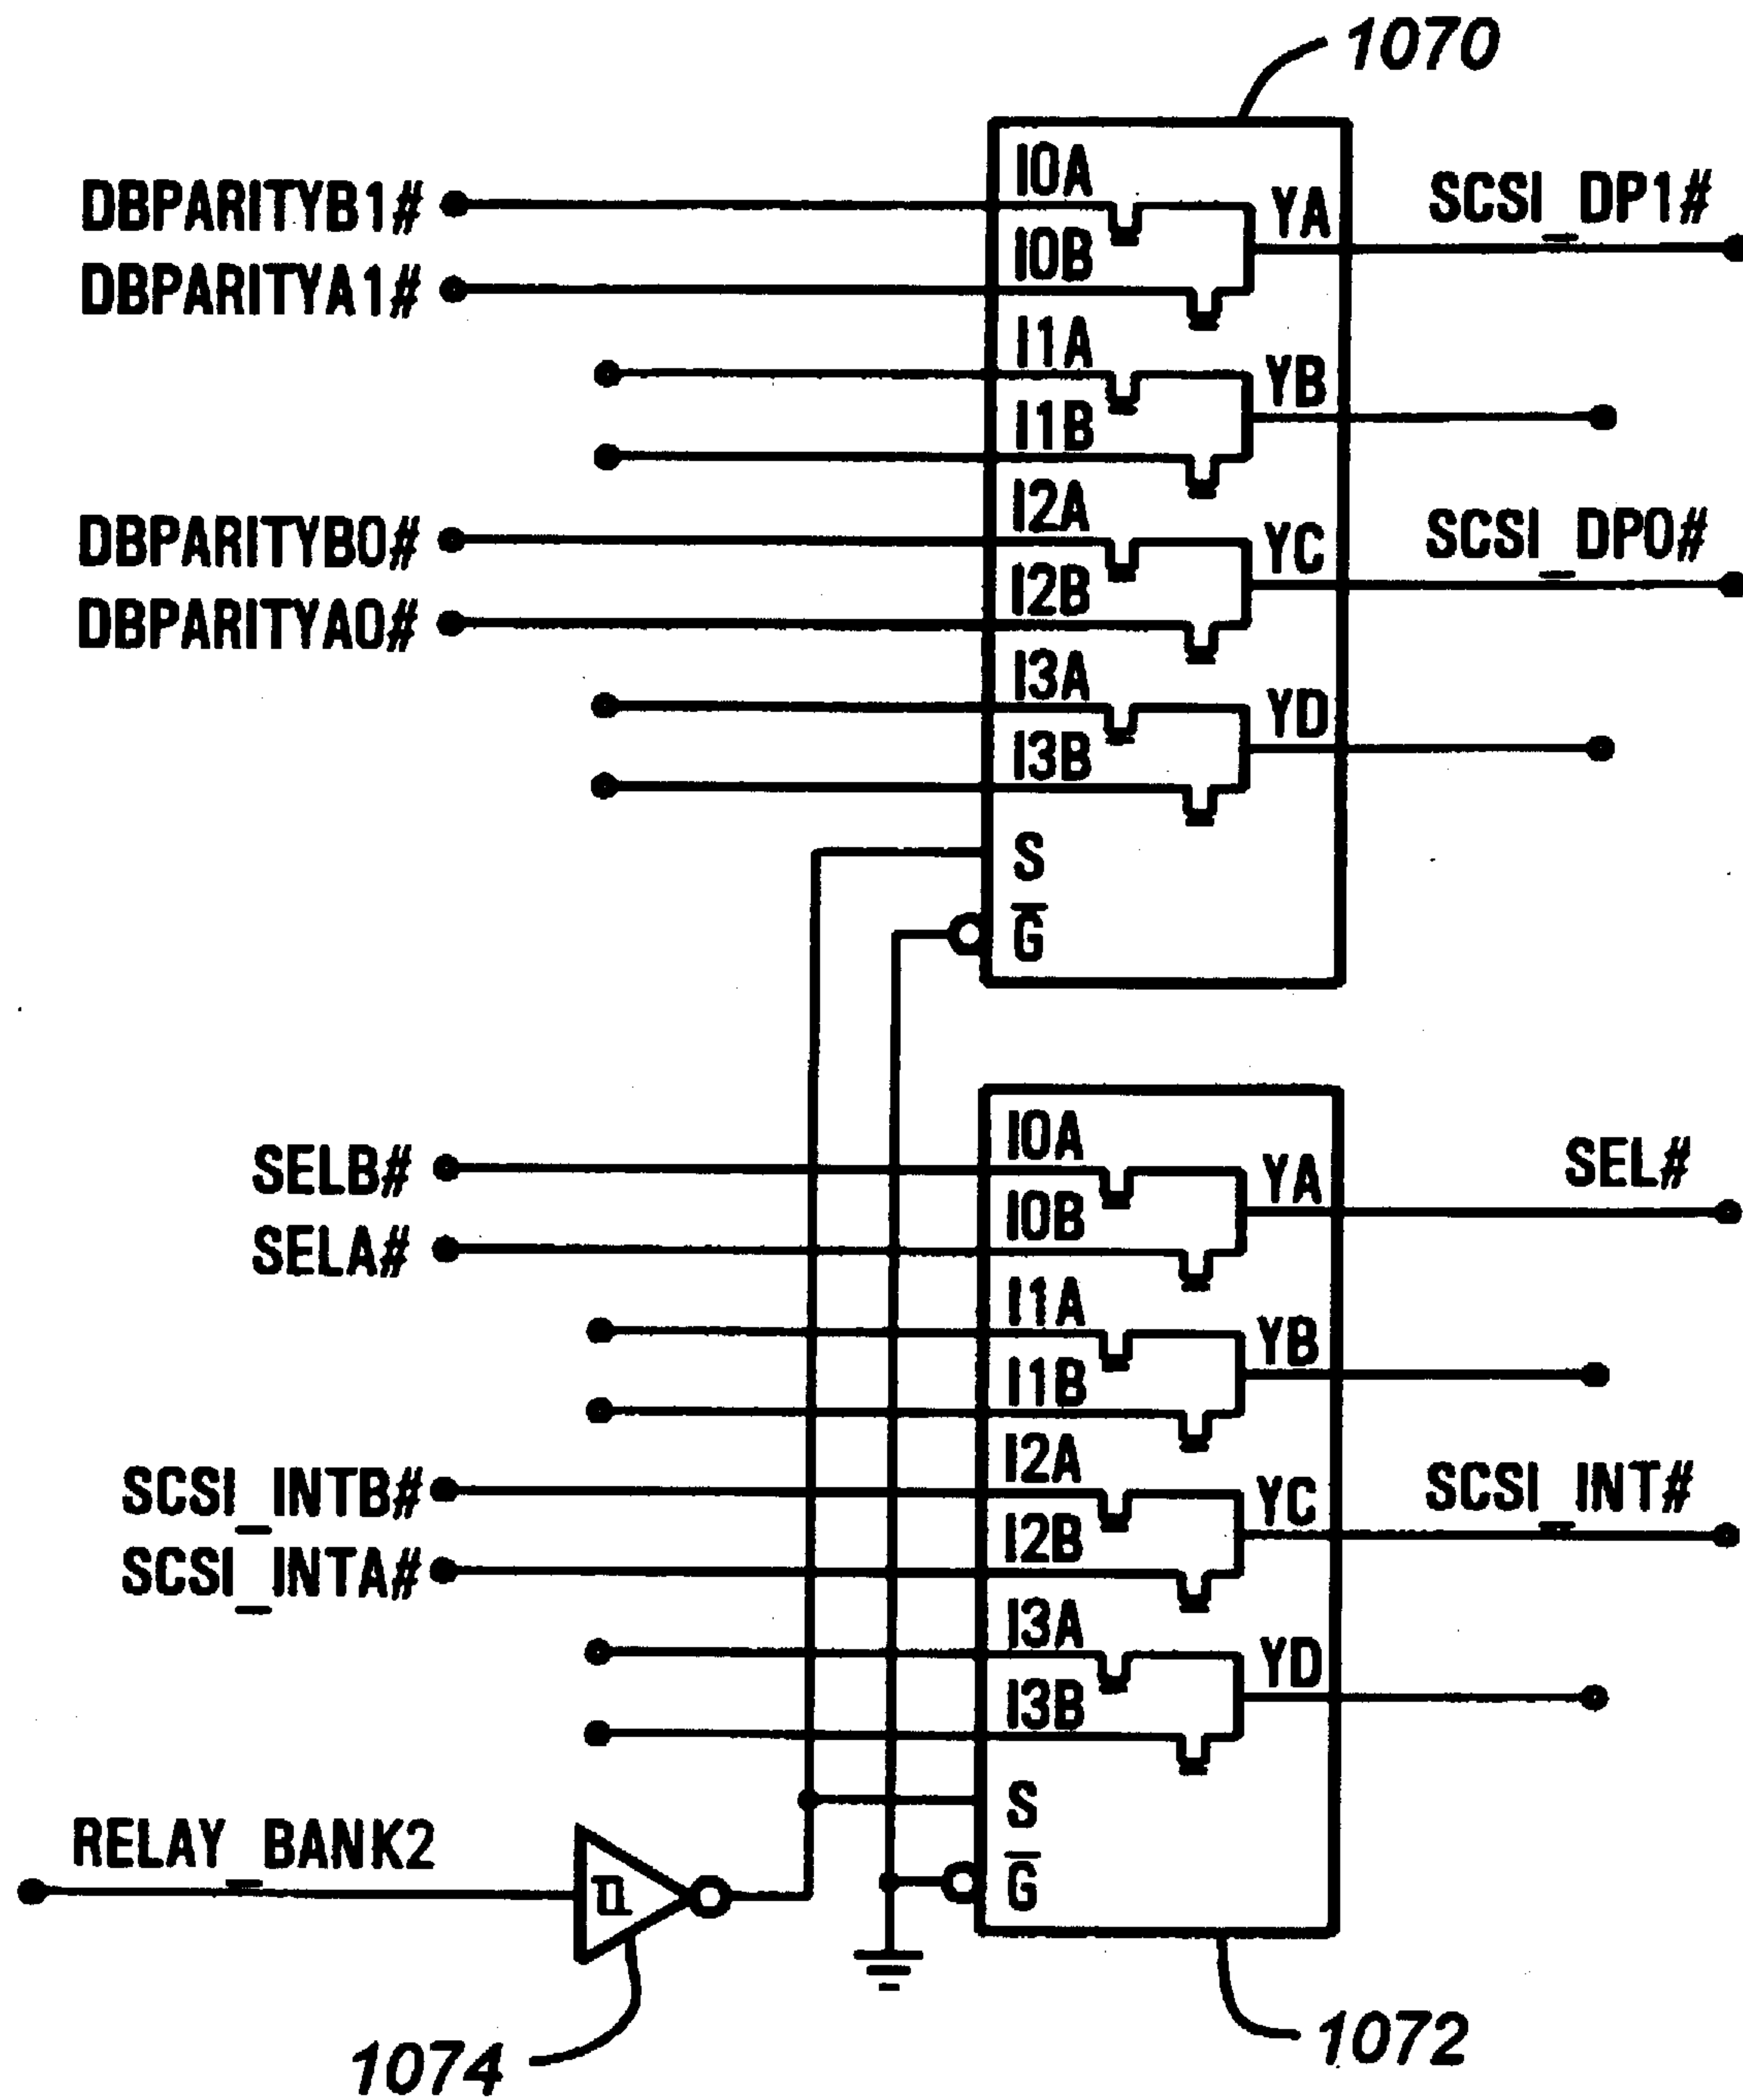 1070
I0A
DBPARITYB1#
YA
SCSI_DP1#
I0B
DBPARITYA1#
I1A
YB
I1B
I2A
DBPARITYB0#
YC
SCSI_DP0#
I2B
DBPARITYA0#
I3A
YD
I3B
S
G̅
I0A
SELB#
YA
SEL#
I0B
SELA#
I1A
YB
I1B
I2A
SCSI_INTB#
YC
SCSI_INT#
I2B
SCSI_INTA#
I3A
YD
I3B
S
RELAY_BANK2
G̅
1072
1074